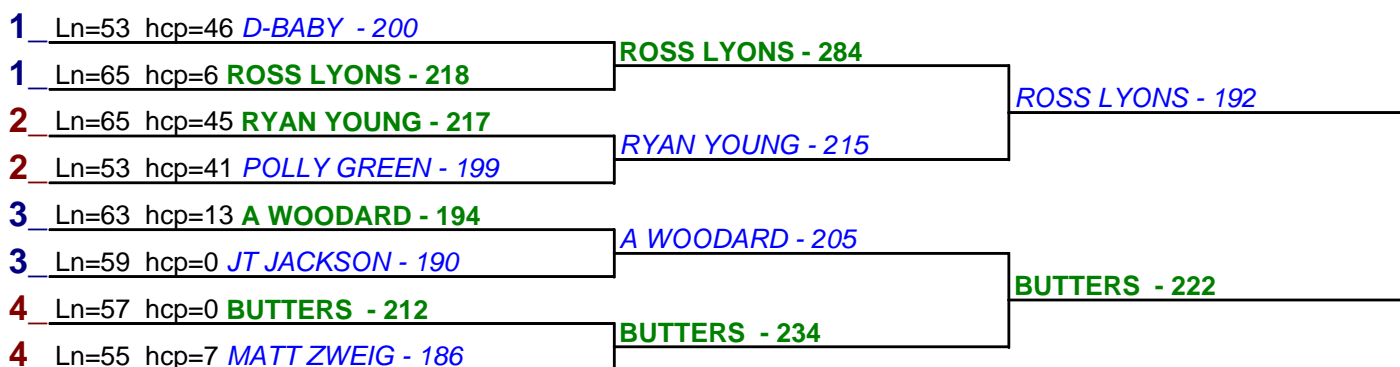 1_ Ln=53 hcp=46 D-BABY - 200
ROSS LYONS - 284
1_ Ln=65 hcp=6 ROSS LYONS - 218
ROSS LYONS - 192
2_ Ln=65 hcp=45 RYAN YOUNG - 217
RYAN YOUNG - 215
2_ Ln=53 hcp=41 POLLY GREEN - 199
3_ Ln=63 hcp=13 A WOODARD - 194
A WOODARD - 205
3_ Ln=59 hcp=0 JT JACKSON - 190
BUTTERS - 222
4_ Ln=57 hcp=0 BUTTERS - 212
BUTTERS - 234
4 Ln=55 hcp=7 MATT ZWEIG - 186